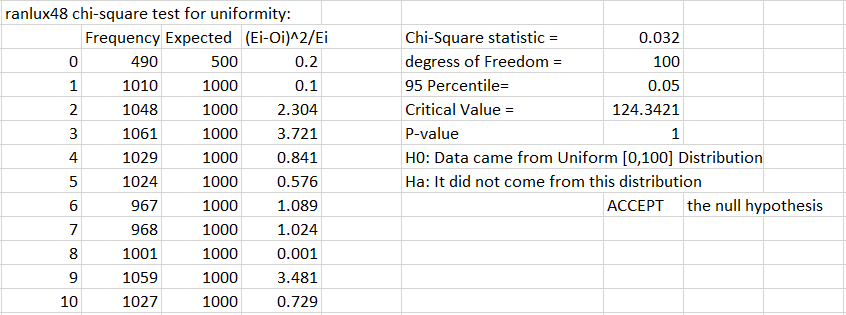 ranlux48 chi-square test for uniformity:
Frequency Expected (Ei-Oi)^2/Ei Chi-Square statistic = 0.032
0 490 500 0.2 degress of Freedom = 100
1 1010 1000 0.1 95 Percentile= 0.05
2 1048 1000 2.304 Critical Value = 124.3421
3 1061 1000 3.721 P-value 1
4 1029 1000 0.841 H0: Data came from Uniform [0,100] Distribution
5 1024 1000 0.576 Ha: It did not come from this distribution
6 967 1000 1.089 ACCEPT the null hypothesis
7 968 1000 1.024
8 1001 1000 0.001
9 1059 1000 3.481
10 1027 1000 0.729